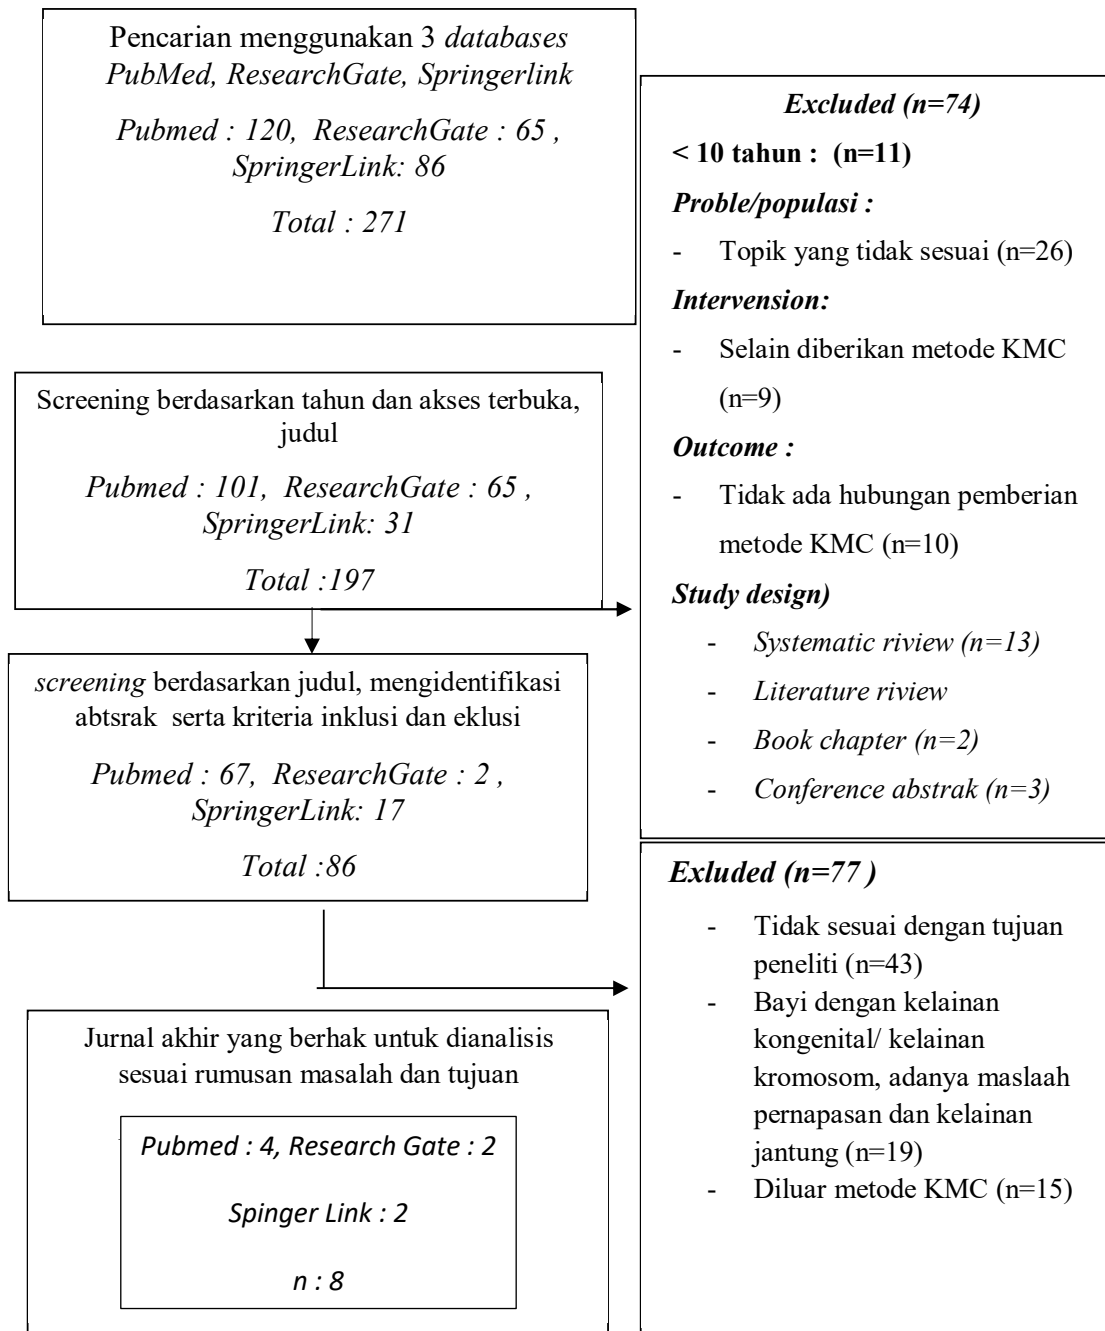 Pencarian menggunakan 3 databases
PubMed, ResearchGate, Springerlink
Pubmed : 120, ResearchGate : 65 ,
SpringerLink: 86
Total : 271
Screening berdasarkan tahun dan akses terbuka,
judul
Pubmed : 101, ResearchGate : 65 ,
SpringerLink: 31
Total :197
screening berdasarkan judul, mengidentifikasi
abtsrak serta kriteria inklusi dan eklusi
Pubmed : 67, ResearchGate : 2 ,
SpringerLink: 17
Total :86
Jurnal akhir yang berhak untuk dianalisis
sesuai rumusan masalah dan tujuan
Pubmed : 4, Research Gate : 2
Spinger Link : 2
n : 8
Excluded (n=74)
< 10 tahun : (n=11)
Proble/populasi :
- Topik yang tidak sesuai (n=26)
Intervension:
- Selain diberikan metode KMC
(n=9)
Outcome :
- Tidak ada hubungan pemberian
metode KMC (n=10)
Study design)
- Systematic riview (n=13)
- Literature riview
- Book chapter (n=2)
- Conference abstrak (n=3)
Exluded (n=77 )
- Tidak sesuai dengan tujuan
peneliti (n=43)
- Bayi dengan kelainan
kongenital/ kelainan
kromosom, adanya maslaah
pernapasan dan kelainan
jantung (n=19)
- Diluar metode KMC (n=15)